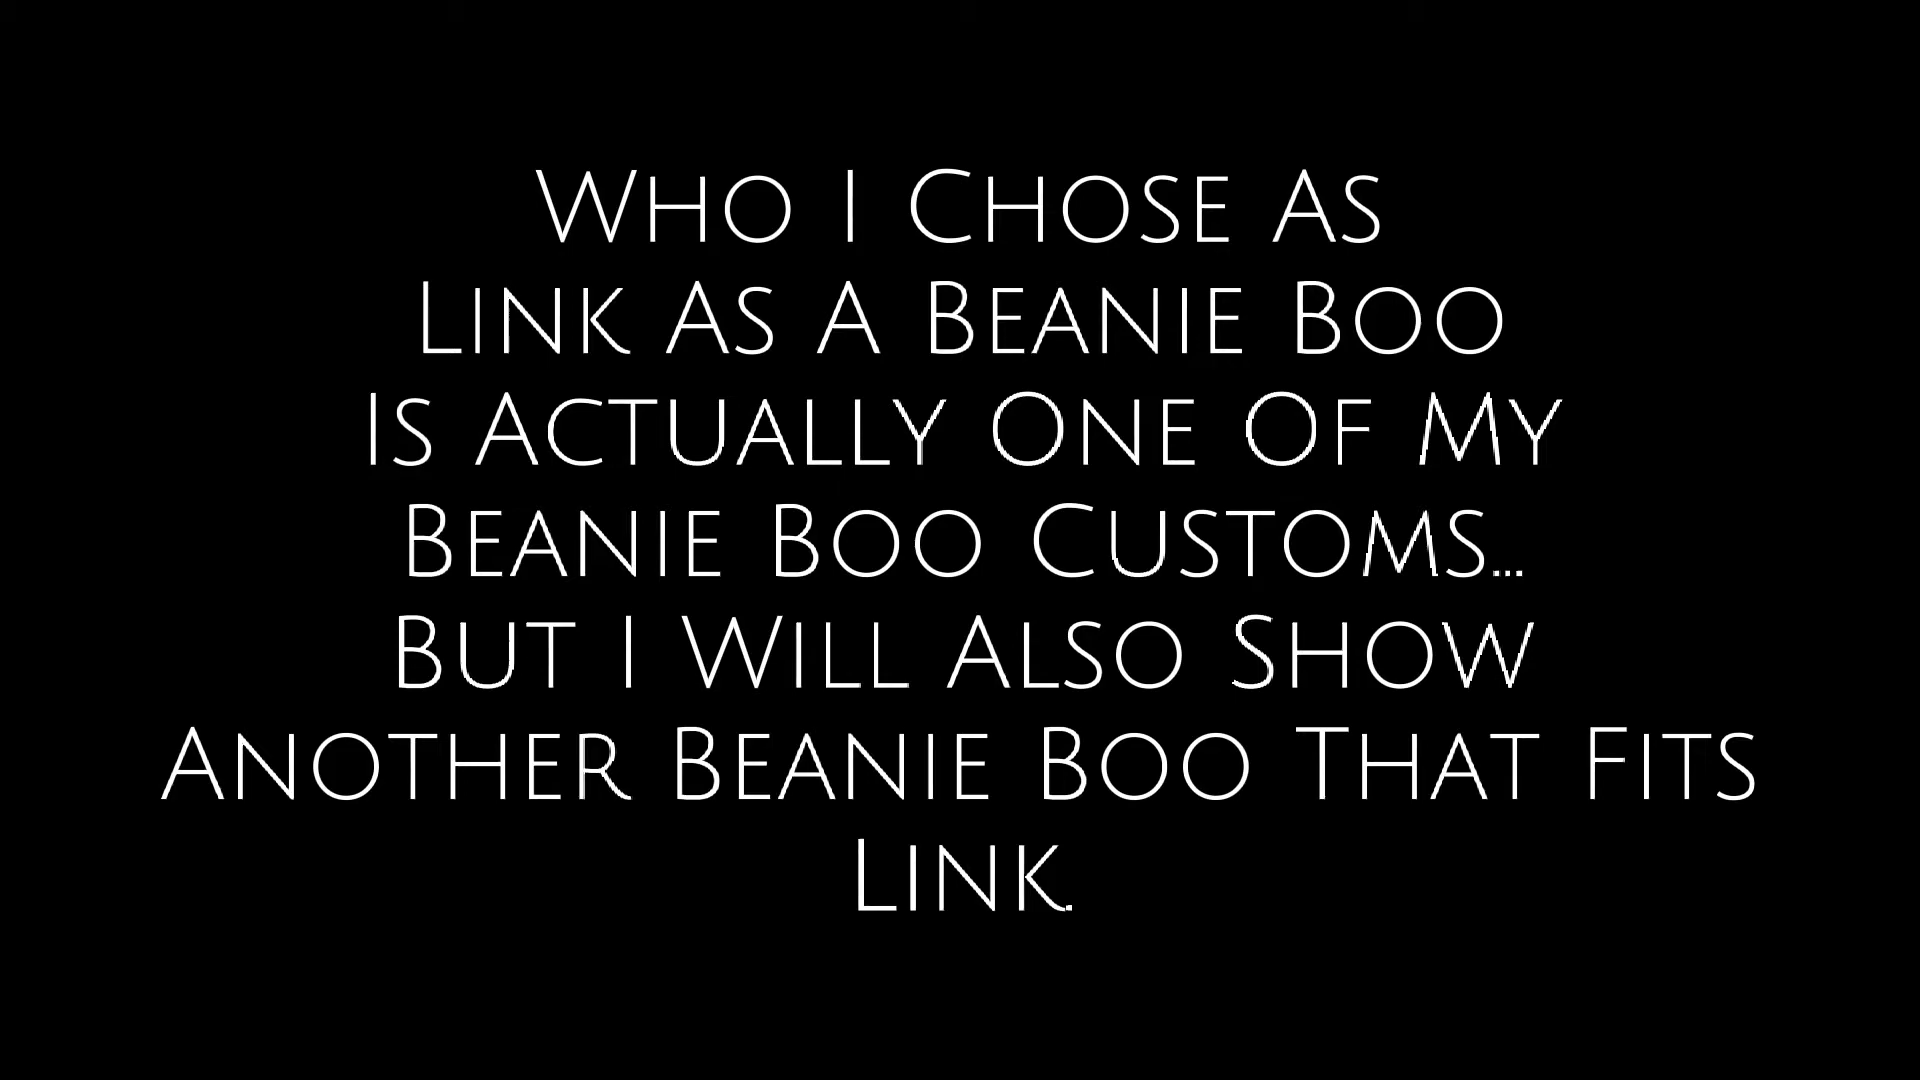 Who I Chose As
Link As A Beanie Boo
Is Actually One Of My
Beanie Boo Customs...
But I Will Also Show
Another Beanie Boo That Fits
Link.